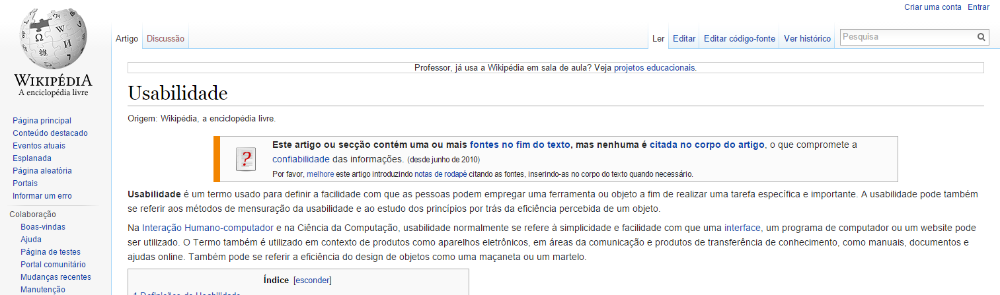 Criar uma conta Entrar
Artigo Discussão Ler Editar Editar código-fonte Ver histórico Pesquisa
WIKIPÉDIA
A enciclopédia livre
Página principal
Conteúdo destacado
Eventos atuais
Esplanada
Página aleatória
Portais
Informar um erro
Colaboração
Boas-vindas
Ajuda
Página de testes
Portal comunitário
Mudanças recentes
Manutenção
Professor, já usa a Wikipédia em sala de aula? Veja projetos educacionais.
Usabilidade
Origem: Wikipédia, a enciclopédia livre.
Este artigo ou secção contém uma ou mais fontes no fim do texto, mas nenhuma é citada no corpo do artigo, o que compromete a
confiabilidade das informações. (desde junho de 2010)
Por favor, melhore este artigo introduzindo notas de rodapé citando as fontes, inserindo-as no corpo do texto quando necessário.
Usabilidade é um termo usado para definir a facilidade com que as pessoas podem empregar uma ferramenta ou objeto a fim de realizar uma tarefa específica e importante. A usabilidade pode também
se referir aos métodos de mensuração da usabilidade e ao estudo dos princípios por trás da eficiência percebida de um objeto.
Na Interação Humano-computador e na Ciência da Computação, usabilidade normalmente se refere à simplicidade e facilidade com que uma interface, um programa de computador ou um website pode
ser utilizado. O Termo também é utilizado em contexto de produtos como aparelhos eletrônicos, em áreas da comunicação e produtos de transferência de conhecimento, como manuais, documentos e
ajudas online. Também pode se referir a eficiência do design de objetos como uma maçaneta ou um martelo.
Índice [esconder]
1 Definições de Usabilidade